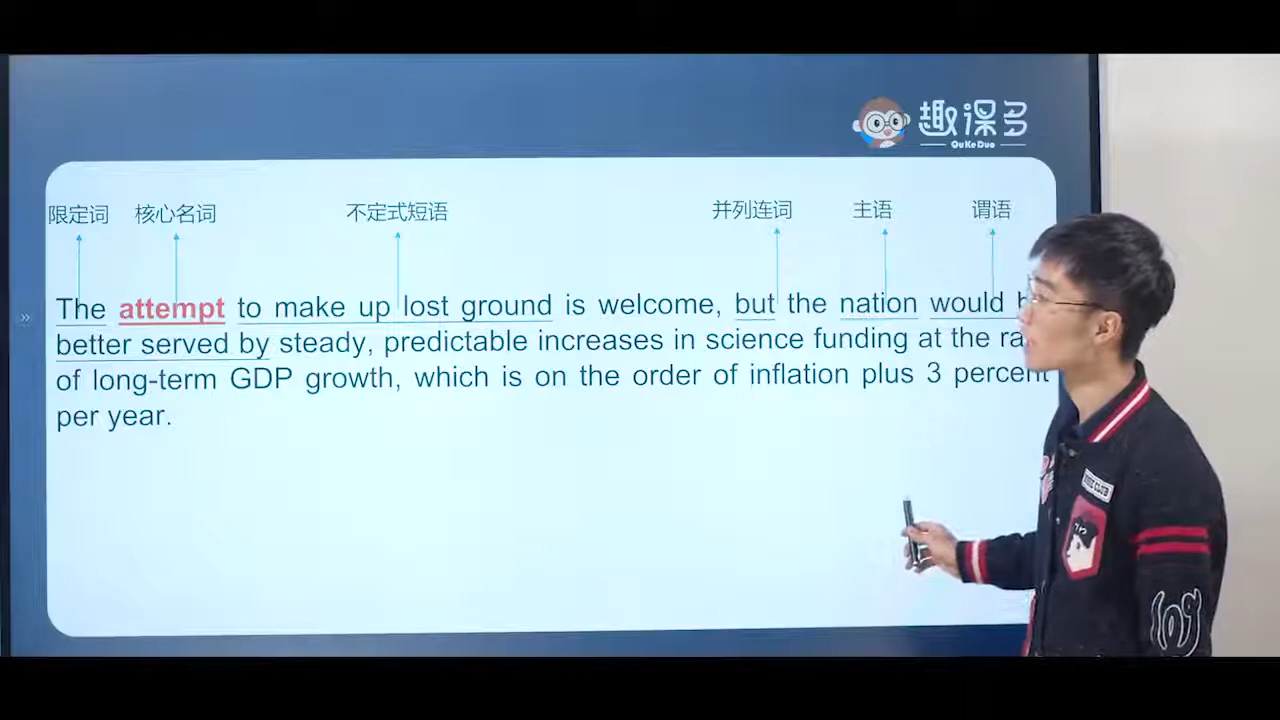 趣课多
QuKeDuo
限定词 核心名词 不定式短语 并列连词 主语 谓语
The attempt to make up lost ground is welcome, but the nation would
better served by steady, predictable increases in science funding at the
of long-term GDP growth, which is on the order of inflation plus 3 percent
per year.